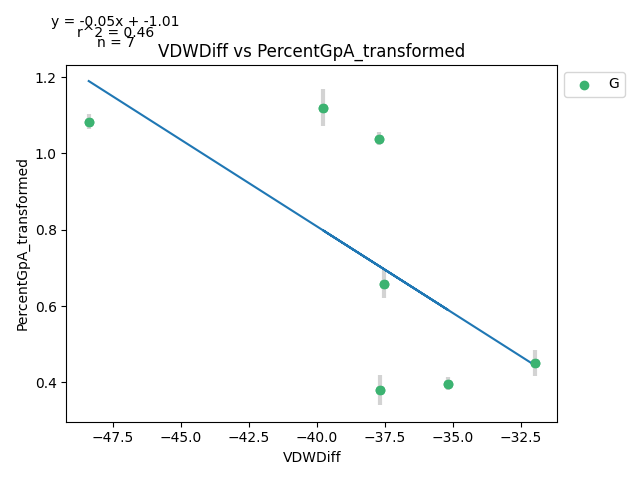 y = -0.05x + -1.01
r^2 = 0.46
n = 7
VDWDiff vs PercentGpA_transformed
G
PercentGpA_transformed
1.2
1.0
0.8
0.6
0.4
−47.5 −45.0 −42.5 −40.0 −37.5 −35.0 −32.5
VDWDiff